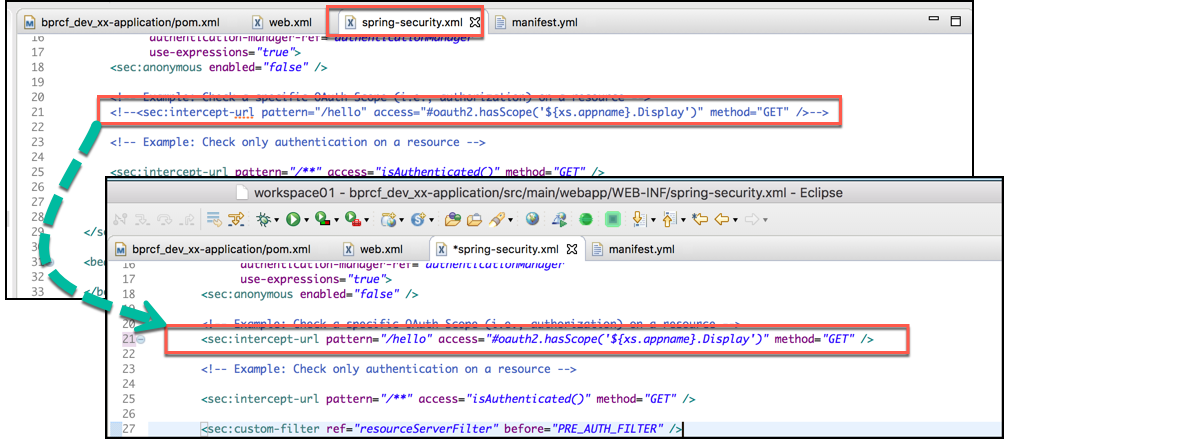 bprcf_dev_xx-application/pom.xml web.xml spring-security.xml manifest.yml
16 authentication-manager-ref="authenticationManager"
17 use-expressions="true">
18 <sec:anonymous enabled="false" />
19
20 <!-- Example: Check a specific OAuth Scope (i.e., authorization) on a resource -->
21 <!--<sec:intercept-url pattern="/hello" access="#oauth2.hasScope('${xs.appname}.Display')" method="GET" />-->
22
23 <!-- Example: Check only authentication on a resource -->
24
25 <sec:intercept-url pattern="/**" access="isAuthenticated()" method="GET" />
26
27
28
29 </se
30
31 <be
32 </b
33
workspace01 - bprcf_dev_xx-application/src/main/webapp/WEB-INF/spring-security.xml - Eclipse
bprcf_dev_xx-application/pom.xml web.xml *spring-security.xml manifest.yml
16 authentication-manager-ref="authenticationManager"
17 use-expressions="true">
18 <sec:anonymous enabled="false" />
19
20 <!-- Example: Check a specific OAuth Scope (i.e., authorization) on a resource -->
21 <sec:intercept-url pattern="/hello" access="#oauth2.hasScope('${xs.appname}.Display')" method="GET" />
22
23 <!-- Example: Check only authentication on a resource -->
24
25 <sec:intercept-url pattern="/**" access="isAuthenticated()" method="GET" />
26
27 <sec:custom-filter ref="resourceServerFilter" before="PRE_AUTH_FILTER" />